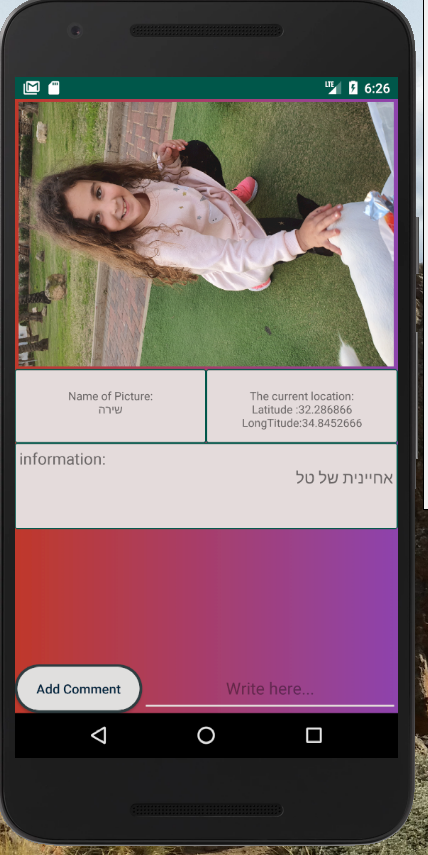 LTE 6:26
Name of Picture:
שירה
The current location:
Latitude :32.286866
LongTitude:34.8452666
information:
אחיינית של טל
Add Comment
Write here...